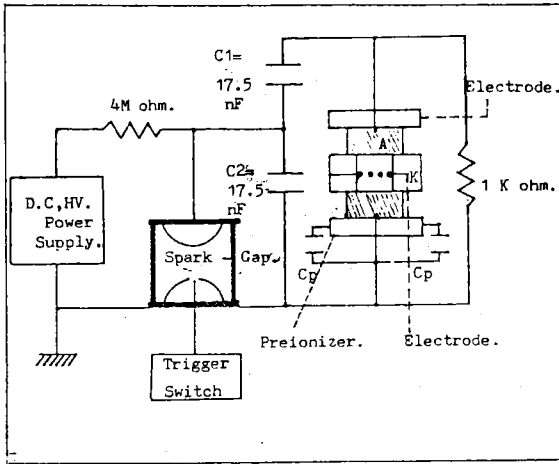 C1=
17.5
nF
Electrode.
4M ohm.
A
C2=
17.5
nF
K
1 K ohm.
D.C,HV.
Power
Supply.
Spark Gap
Cp
Cp
Preionizer.
Electrode.
Trigger
Switch